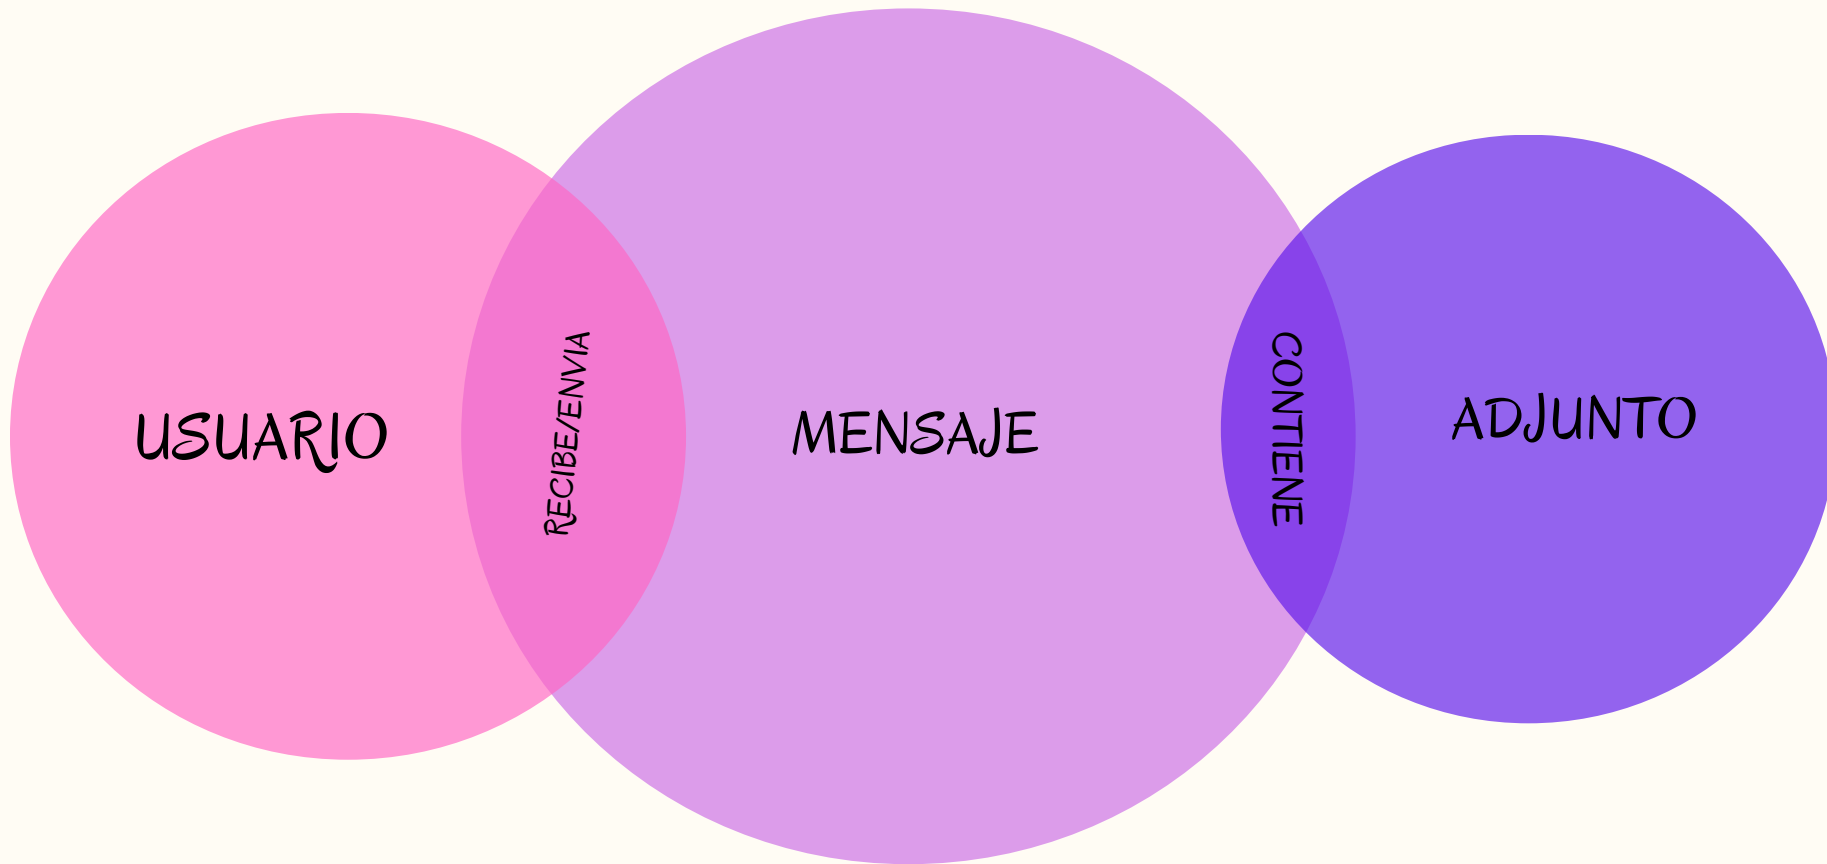 USUARIO
RECIBE/ENVIA
MENSAJE
CONTIENE
ADJUNTO